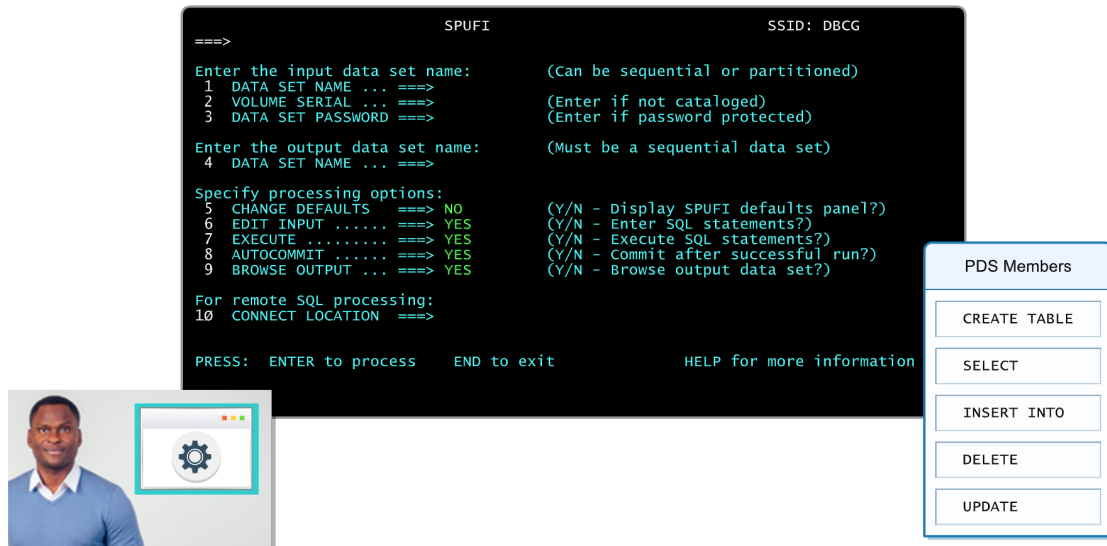 SPUFI SSID: DBCG
===>
Enter the input data set name: (Can be sequential or partitioned)
1 DATA SET NAME ... ===>
2 VOLUME SERIAL ... ===> (Enter if not cataloged)
3 DATA SET PASSWORD ===> (Enter if password protected)
Enter the output data set name: (Must be a sequential data set)
4 DATA SET NAME ... ===>
Specify processing options:
5 CHANGE DEFAULTS ===> NO (Y/N - Display SPUFI defaults panel?)
6 EDIT INPUT ...... ===> YES (Y/N - Enter SQL statements?)
7 EXECUTE ......... ===> YES (Y/N - Execute SQL statements?)
8 AUTOCOMMIT ...... ===> YES (Y/N - Commit after successful run?)
9 BROWSE OUTPUT ... ===> YES (Y/N - Browse output data set?)
For remote SQL processing:
10 CONNECT LOCATION ===>
PRESS: ENTER to process END to exit HELP for more information
PDS Members
CREATE TABLE
SELECT
INSERT INTO
DELETE
UPDATE